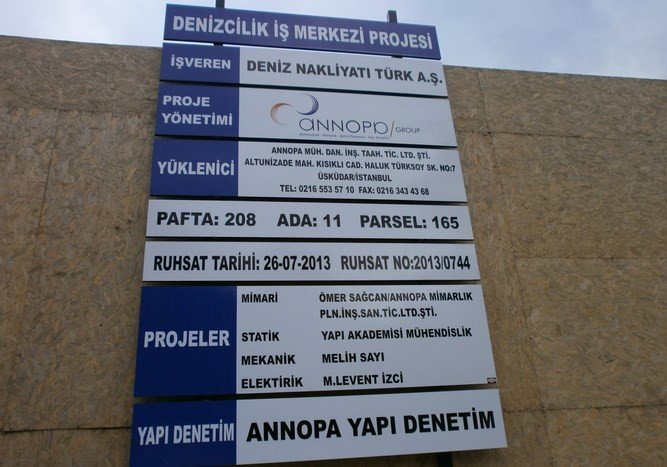 DENİZCİLİK İŞ MERKEZİ PROJESİ
İŞVEREN DENİZ NAKLİYATI TÜRK A.Ş.
PROJE YÖNETİMİ
ANNOPA/GROUP
YÜKLENİCİ
ANNOPA MÜH. DAN. İNŞ. TAAH. TİC. LTD. ŞTİ.
ALTUNİZADE MAH. KISIKLI CAD. HALUK TÜRKSOY SK. NO:7
ÜSKÜDAR/İSTANBUL
TEL: 0216 553 57 10 FAX: 0216 343 43 68
PAFTA: 208 ADA: 11 PARSEL: 165
RUHSAT TARİHİ: 26-07-2013 RUHSAT NO:2013/0744
PROJELER
MİMARİ ÖMER SAĞCAN/ANNOPA MİMARLIK
PLN.İNŞ.SAN.TİC.LTD.ŞTİ.
STATİK YAPI AKADEMİSİ MÜHENDİSLİK
MEKANİK MELİH SAYI
ELEKTİRİK M.LEVENT İZCİ
YAPI DENETİM ANNOPA YAPI DENETİM